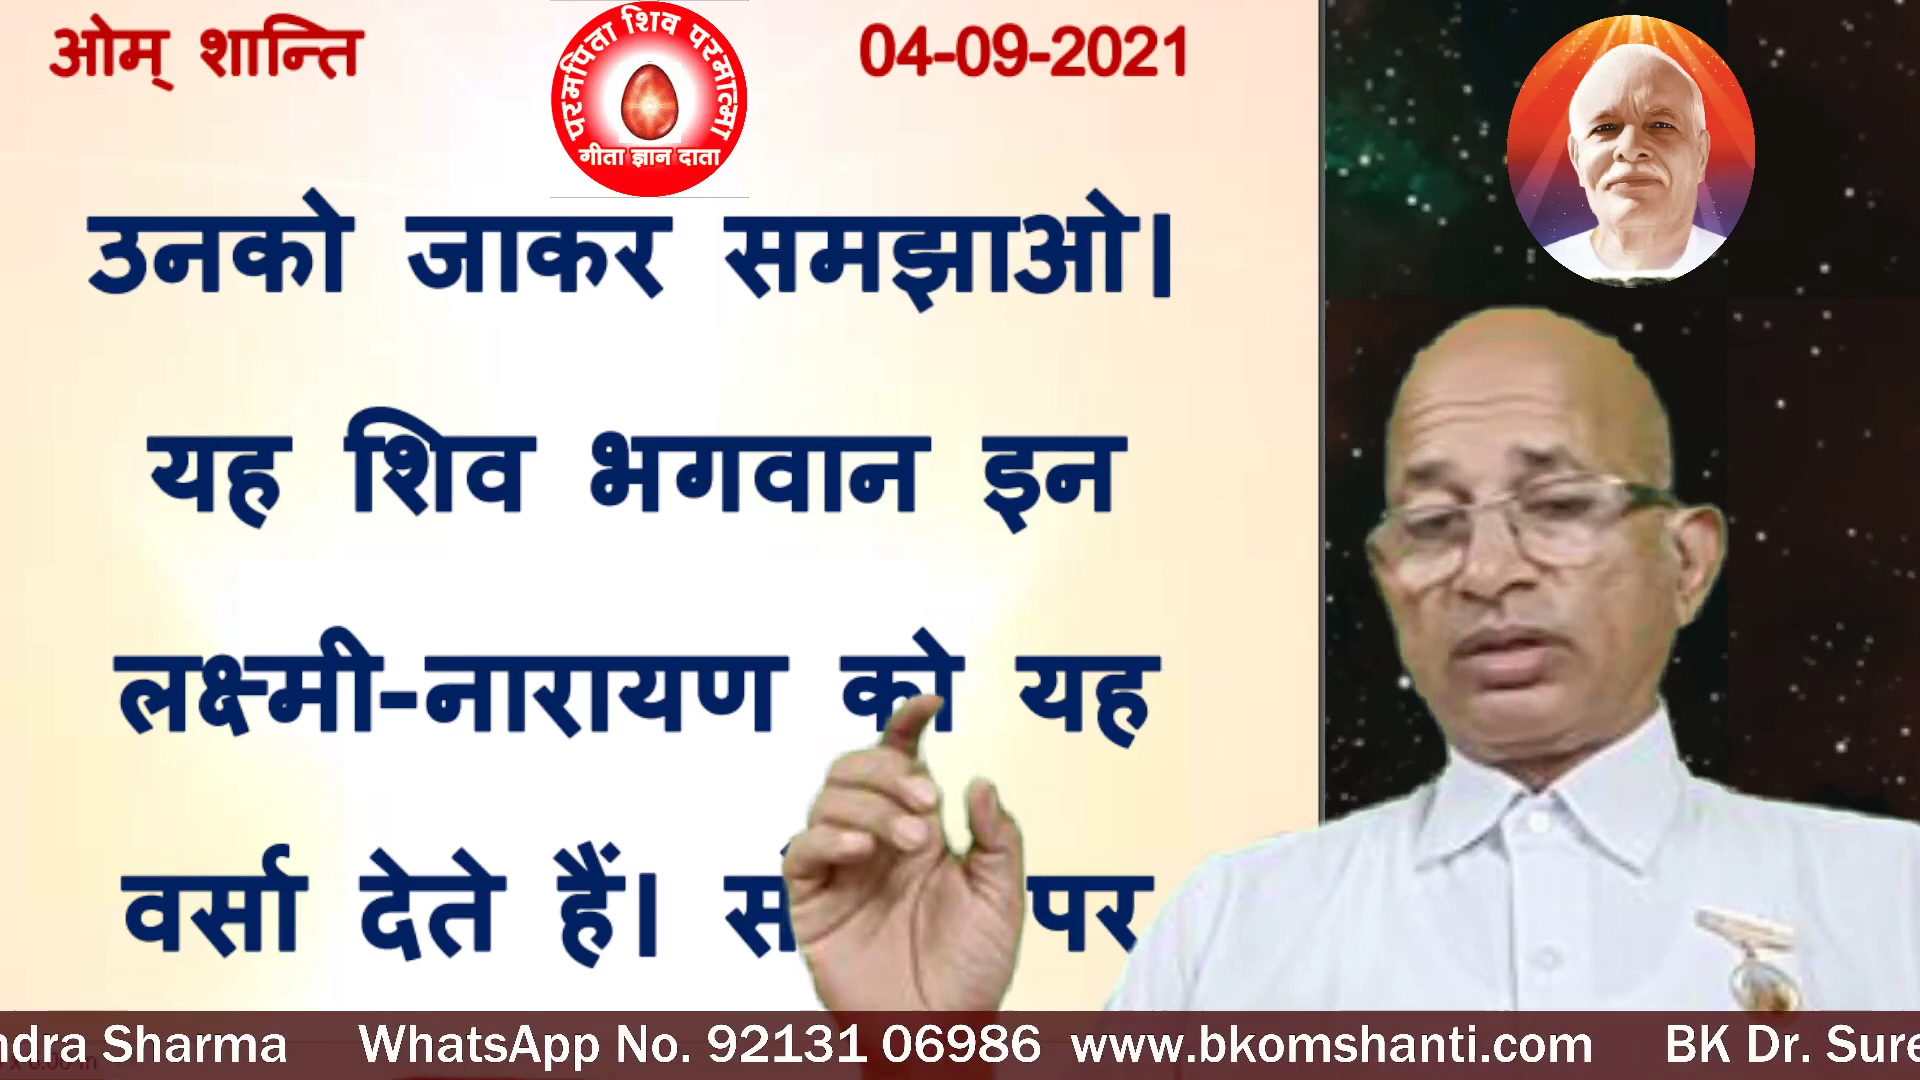 ओम् शान्ति
परमपिता शिव परमात्मा
गीता ज्ञान दाता
04-09-2021
उनको जाकर समझाओ।
यह शिव भगवान इन
लक्ष्मी-नारायण को यह
वर्सा देते हैं। पर
ndra Sharma WhatsApp No. 92131 06986 www.bkomshanti.com BK Dr. Sure